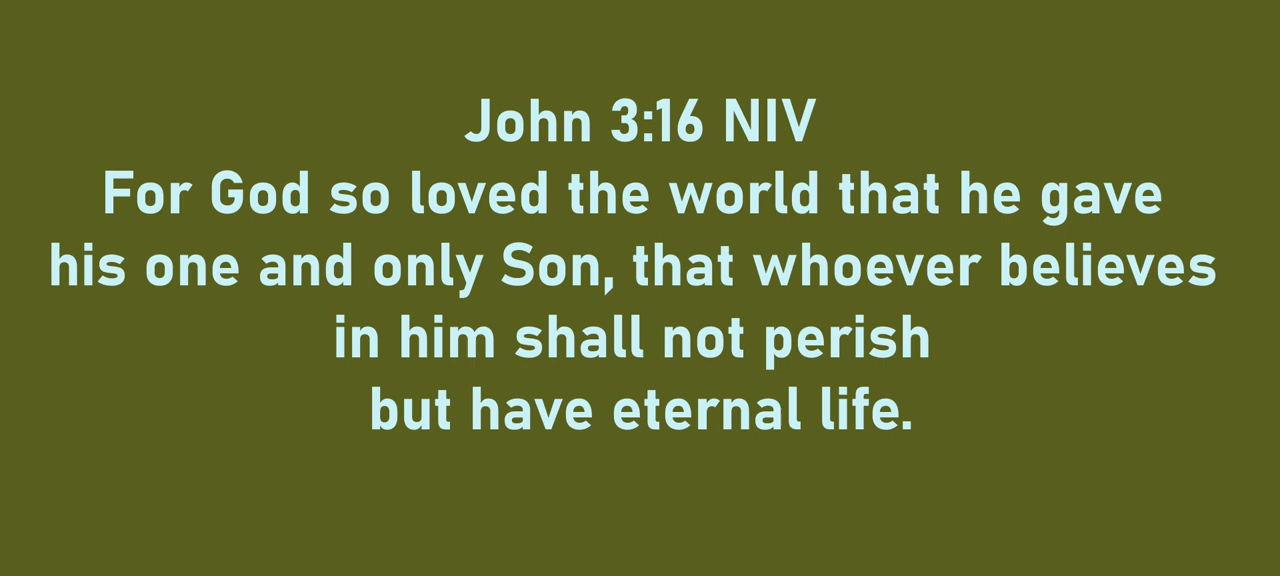 John 3:16 NIV
For God so loved the world that he gave
his one and only Son, that whoever believes
in him shall not perish
but have eternal life.